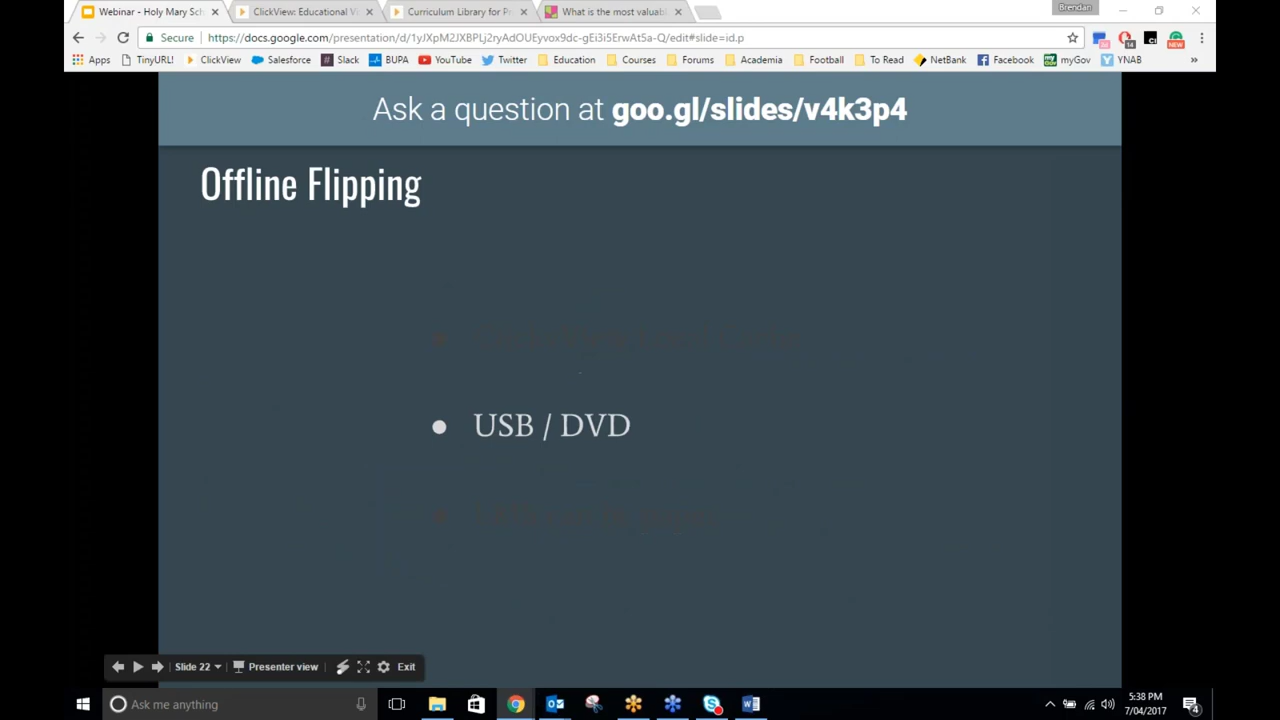 Webinar - Holy Mary Sch
ClickView: Educational Vi
Curriculum Library for Pr
What is the most valuabl
Brendan
Secure
https://docs.google.com/presentation/d/1yJXpM2JXBPLj2ryAdOUEyvox9dc-gEi3i5ErwAt5a-Q/edit#slide=id.p
Apps TinyURL! ClickView Salesforce Slack BUPA YouTube Twitter Education Courses Forums Academia Football To Read NetBank Facebook myGov YNAB »
Ask a question at goo.gl/slides/v4k3p4
Offline Flipping
● USB / DVD
Slide 22 Presenter view Exit
Ask me anything
5:38 PM
7/04/2017